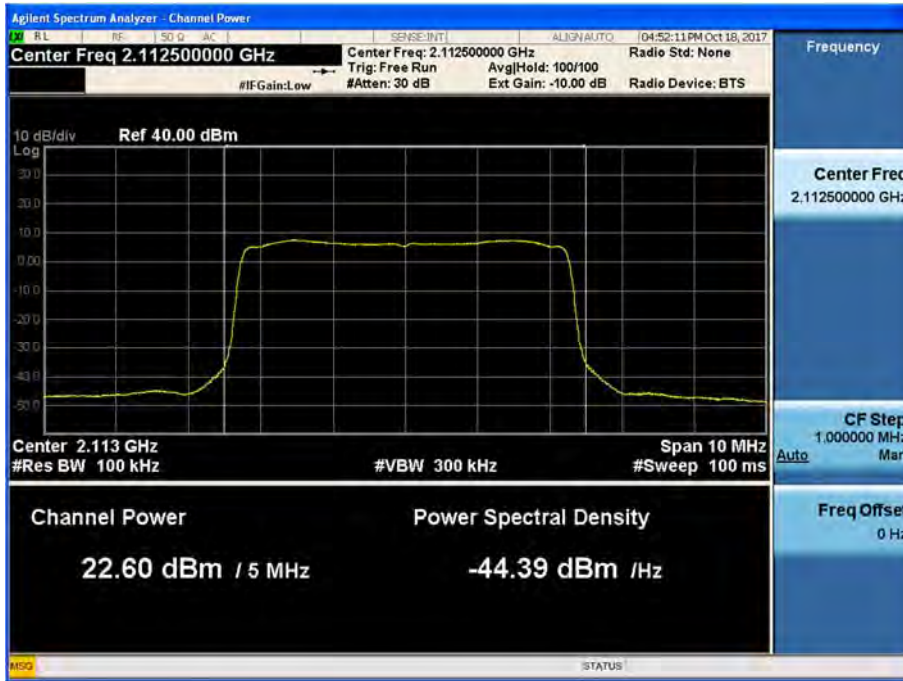 Agilent Spectrum Analyzer - Channel Power
RL RF 50 Ω AC SENSE:INT ALIGN AUTO 04:52:11 PM Oct 18, 2017
Center Freq 2.112500000 GHz
Center Freq: 2.112500000 GHz Radio Std: None
Trig: Free Run Avg|Hold: 100/100
#IFGain:Low #Atten: 30 dB Ext Gain: -10.00 dB Radio Device: BTS
10 dB/div Ref 40.00 dBm
Log
30.0
20.0
10.0
0.00
-10.0
-20.0
-30.0
-40.0
-50.0
Center 2.113 GHz Span 10 MHz
#Res BW 100 kHz #VBW 300 kHz #Sweep 100 ms
Channel Power Power Spectral Density
22.60 dBm / 5 MHz -44.39 dBm /Hz
MSG STATUS
Frequency
Center Freq
2.112500000 GHz
CF Step
1.000000 MHz
Auto Man
Freq Offset
0 Hz